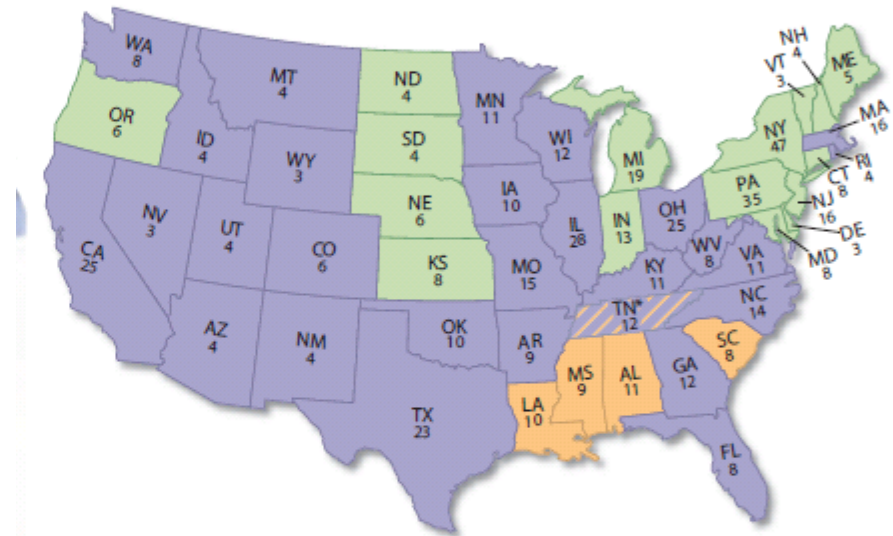 WA
8
OR
6
CA
25
NV
3
ID
4
MT
4
WY
3
UT
4
CO
6
AZ
4
NM
4
ND
4
SD
4
NE
6
KS
8
OK
10
TX
23
MN
11
IA
10
MO
15
AR
9
LA
10
WI
12
IL
28
MI
19
IN
13
OH
25
KY
11
TN*
12
MS
9
AL
11
GA
12
FL
8
SC
8
NC
14
VA
11
WV
8
PA
35
NY
47
VT
3
NH
4
ME
5
MA
16
RI
4
CT
8
NJ
16
DE
3
MD
8